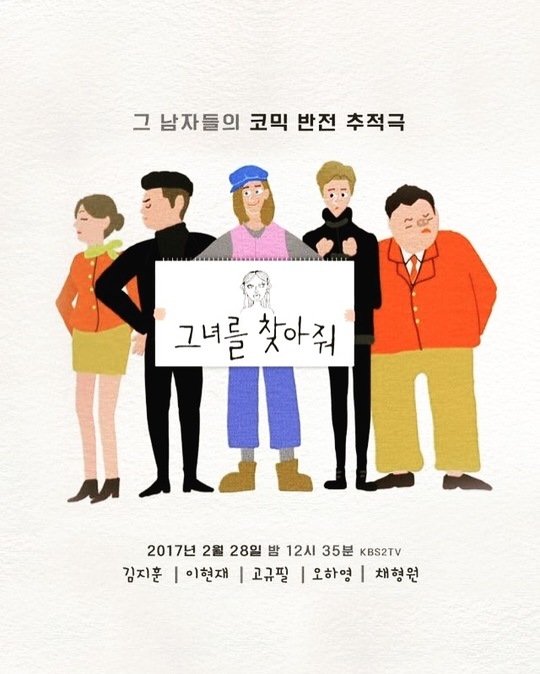 그 남자들의 코믹 반전 추적극
그녀를 찾아줘
2017년 2월 28일 밤 12시 35분 KBS2TV
김지훈 | 이현재 | 고규필 | 오하영 | 채형원